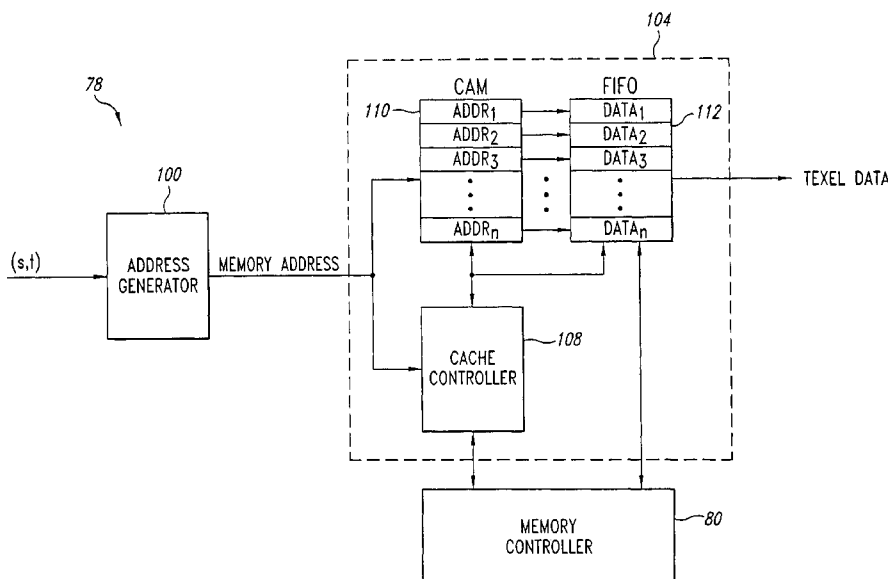 104
78
CAM
FIFO
110
ADDR1
DATA1
112
ADDR2
DATA2
ADDR3
DATA3
100
TEXEL DATA
ADDRn
DATAn
(s,t)
ADDRESS
GENERATOR
MEMORY ADDRESS
CACHE
CONTROLLER
108
MEMORY
CONTROLLER
80